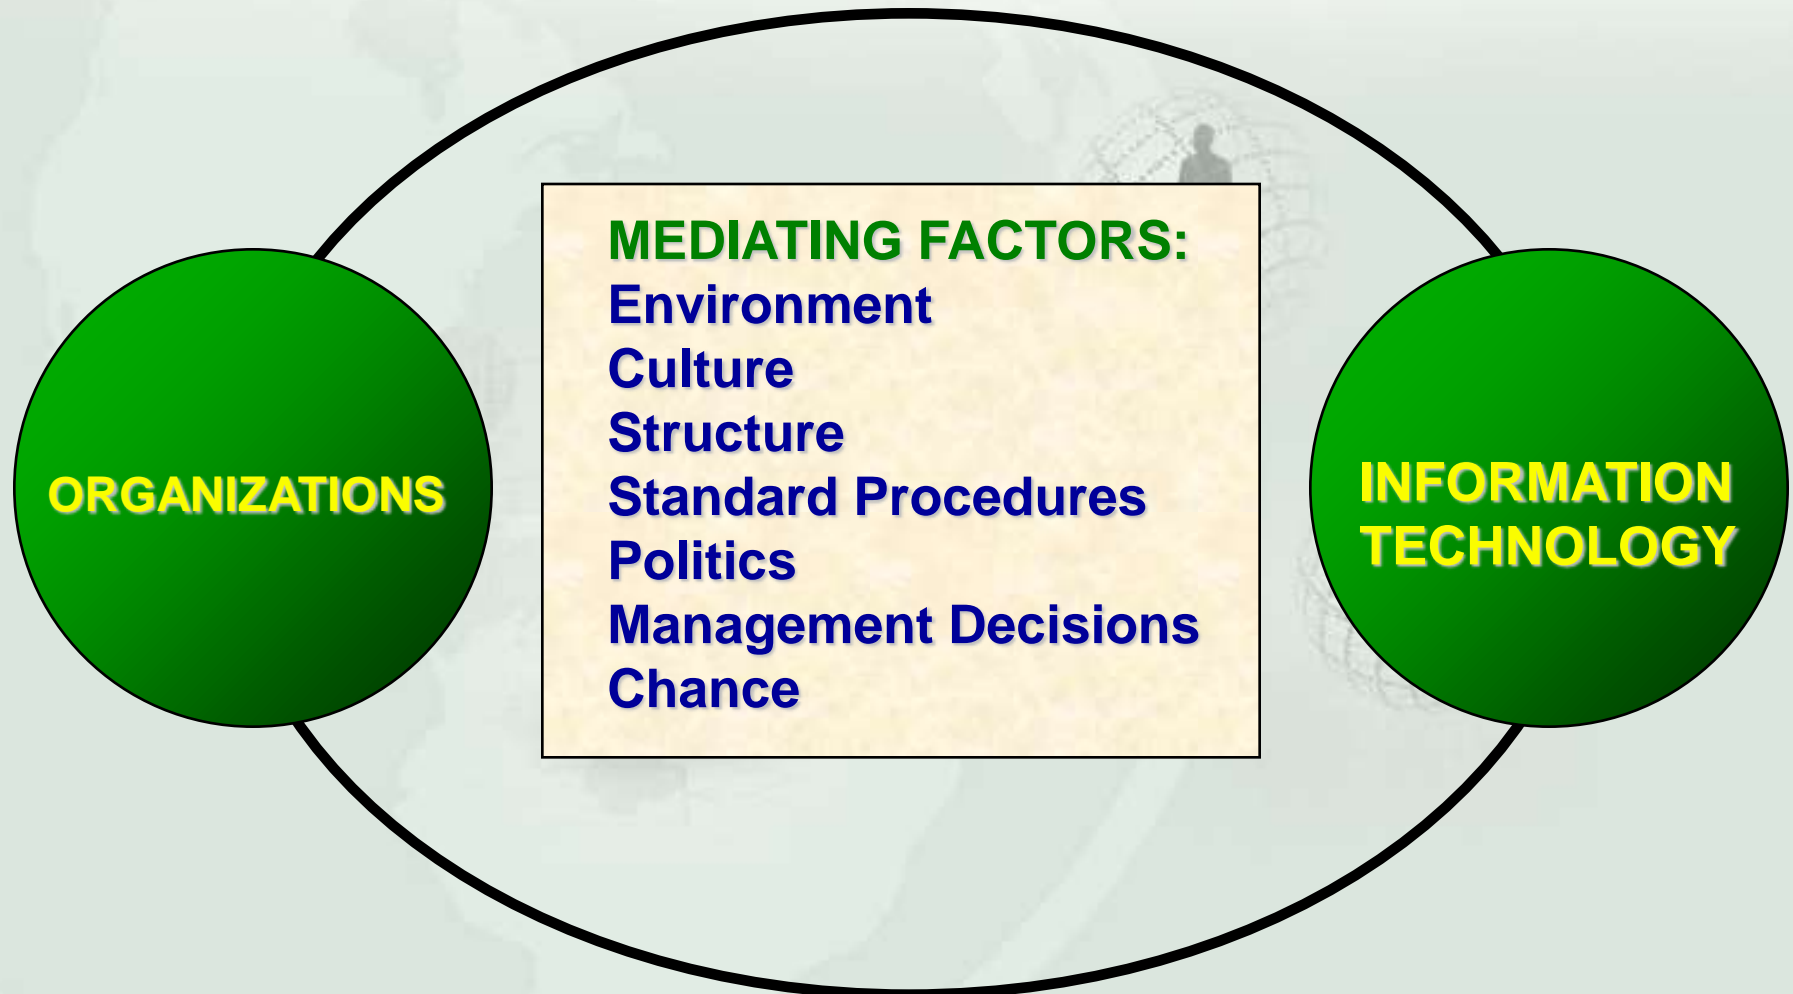 ORGANIZATIONS
MEDIATING FACTORS:
Environment
Culture
Structure
Standard Procedures
Politics
Management Decisions
Chance
INFORMATION
TECHNOLOGY